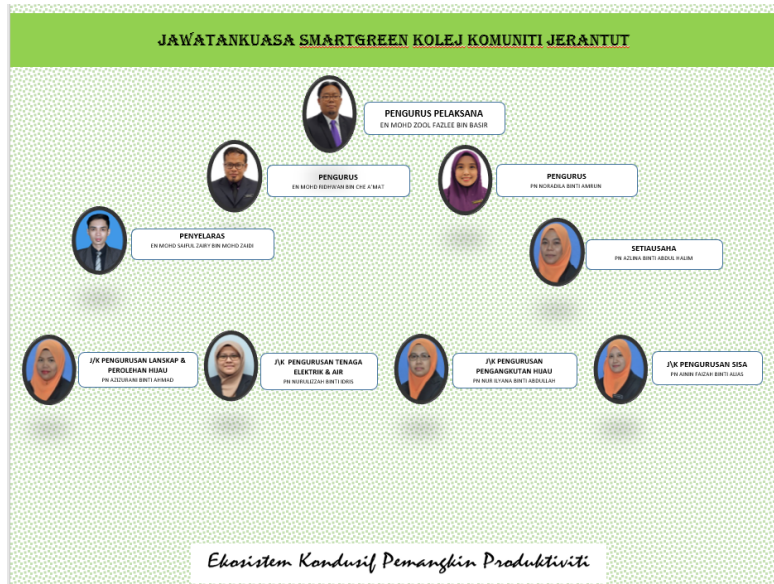 JAWATANKUASA SMARTGREEN KOLEJ KOMUNITI JERANTUT
PENGURUS PELAKSANA
EN MOHD ZOOL FAZLEE BIN BASIR
PENGURUS
EN MOHD RIDHWAN BIN CHE A'MAT
PENGURUS
PN NORADILA BINTI AMRUN
PENYELARAS
EN MOHD SAIFUL ZAIRY BIN MOHD ZAIDI
SETIAUSAHA
PN AZLINA BINTI ABDUL HALIM
J/K PENGURUSAN LANSKAP &
PEROLEHAN HIJAU
PN AZIZURANI BINTI AHMAD
J\K PENGURUSAN TENAGA
ELEKTRIK & AIR
PN NURULIZZAH BINTI IDRIS
J\K PENGURUSAN
PENGANGKUTAN HIJAU
PN NUR ILYANA BINTI ABDULLAH
J\K PENGURUSAN SISA
PN AININ FAIZAH BINTI ALIAS
Ekosistem Kondusif Pemangkin Produktiviti